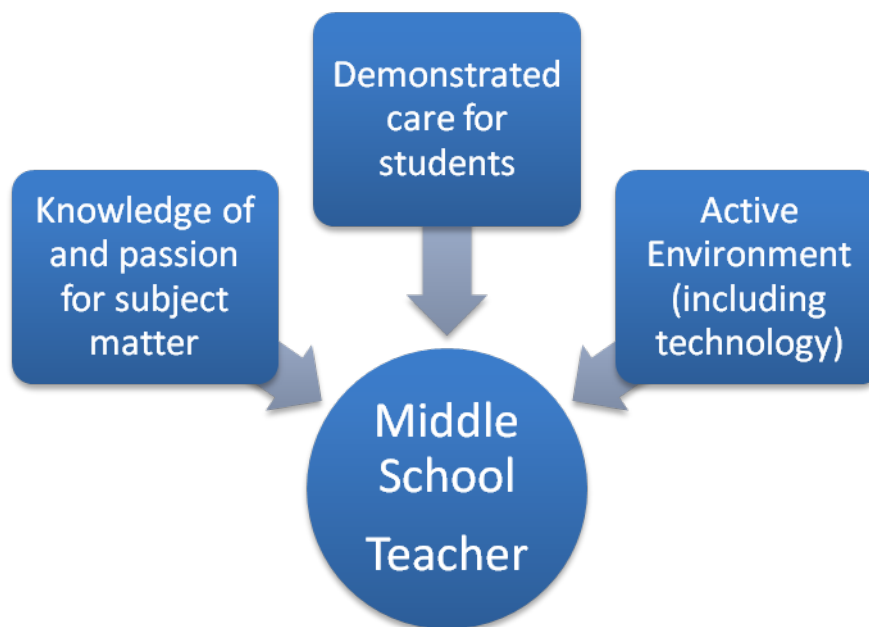 Demonstrated
care for
students
Knowledge of
and passion
for subject
matter
Active
Environment
(including
technology)
Middle
School
Teacher